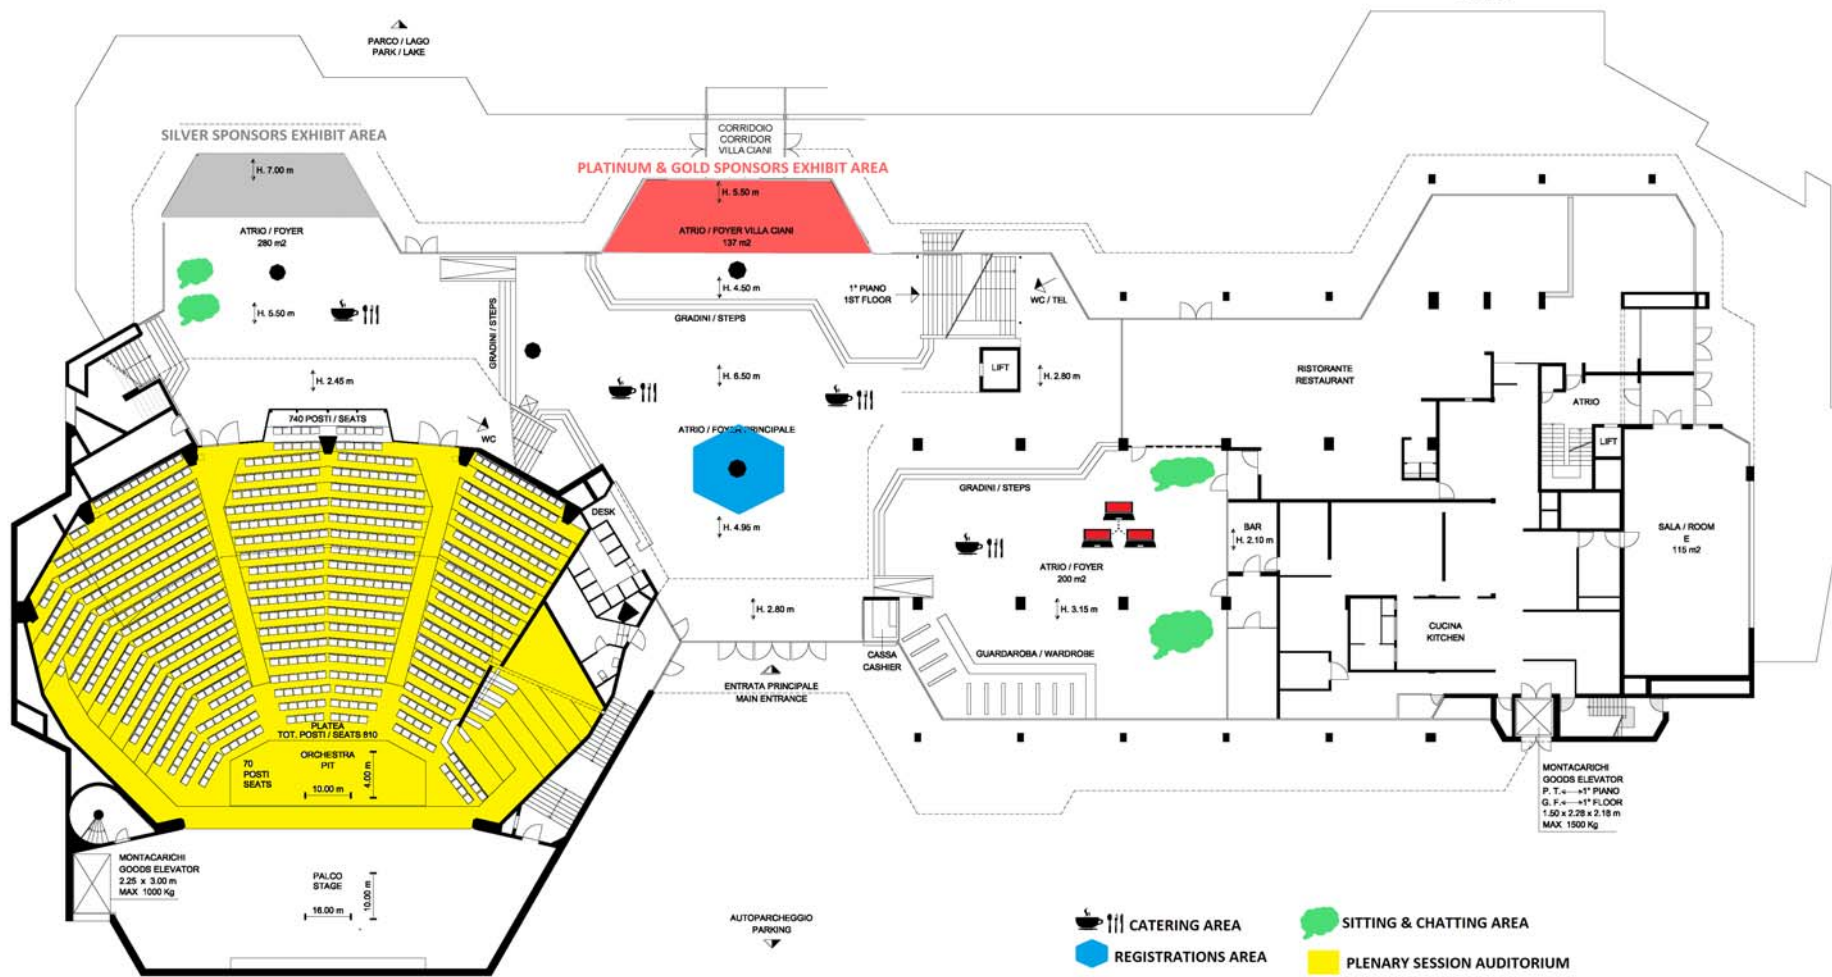 PARCO / LAGO
PARK / LAKE
SILVER SPONSORS EXHIBIT AREA
CORRIDOIO
CORRIDOR
VILLA CIANI
PLATINUM & GOLD SPONSORS EXHIBIT AREA
H. 7.00 m
H. 5.50 m
ATRIO / FOYER
280 m2
ATRIO / FOYER VILLA CIANI
137 m2
H. 5.50 m
H. 4.50 m
1° PIANO
1ST FLOOR
WC / TEL
GRADINI / STEPS
GRADINI / STEPS
H. 2.45 m
H. 6.50 m
LIFT
H. 2.80 m
RISTORANTE
RESTAURANT
ATRIO
740 POSTI / SEATS
WC
ATRIO / FOYER PRINCIPALE
LIFT
GRADINI / STEPS
DESK
H. 4.95 m
BAR
H. 2.10 m
SALA / ROOM
E
115 m2
ATRIO / FOYER
200 m2
H. 2.80 m
H. 3.15 m
CUCINA
KITCHEN
CASSA
CASHIER
GUARDAROBA / WARDROBE
ENTRATA PRINCIPALE
MAIN ENTRANCE
PLATEA
TOT. POSTI / SEATS 810
ORCHESTRA
PIT
70
POSTI
SEATS
10.00 m
4.00 m
MONTACARICHI
GOODS ELEVATOR
P. T. 1° PIANO
G. F. 1° FLOOR
1.50 x 2.28 x 2.18 m
MAX 1500 Kg
MONTACARICHI
GOODS ELEVATOR
2.25 x 3.00 m
MAX 1000 Kg
PALCO
STAGE
16.00 m
10.00 m
AUTOPARCHEGGIO
PARKING
CATERING AREA
SITTING & CHATTING AREA
REGISTRATIONS AREA
PLENARY SESSION AUDITORIUM